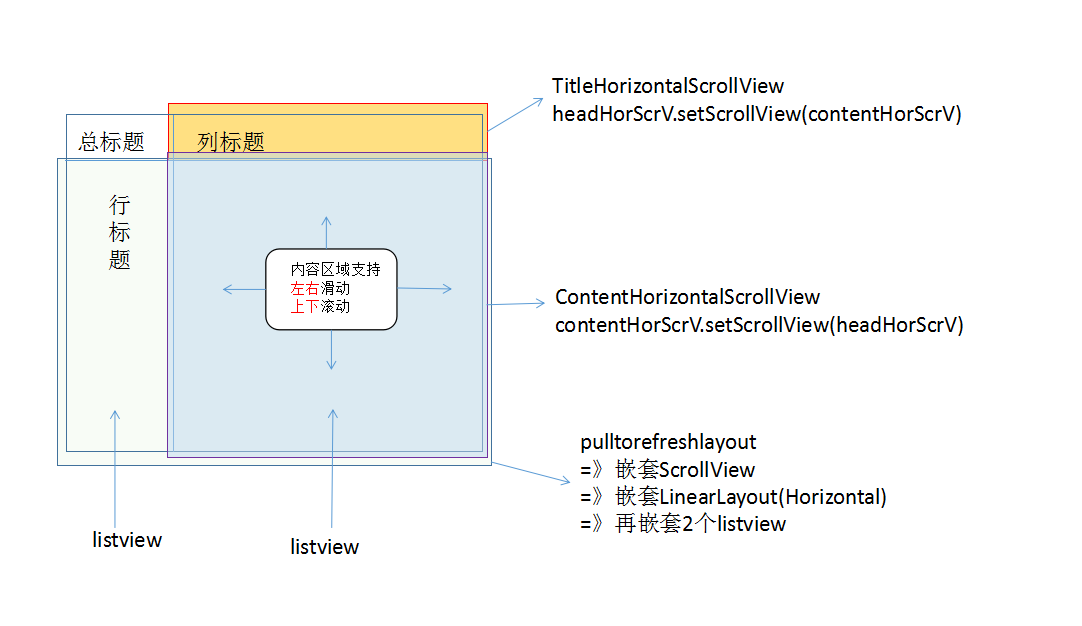 TitleHorizontalScrollView
headHorScrV.setScrollView(contentHorScrV)
总标题
列标题
行
标
题
内容区域支持
左右滑动
上下滚动
ContentHorizontalScrollView
contentHorScrV.setScrollView(headHorScrV)
pulltorefreshlayout
=》嵌套ScrollView
=》嵌套LinearLayout(Horizontal)
=》再嵌套2个listview
listview
listview